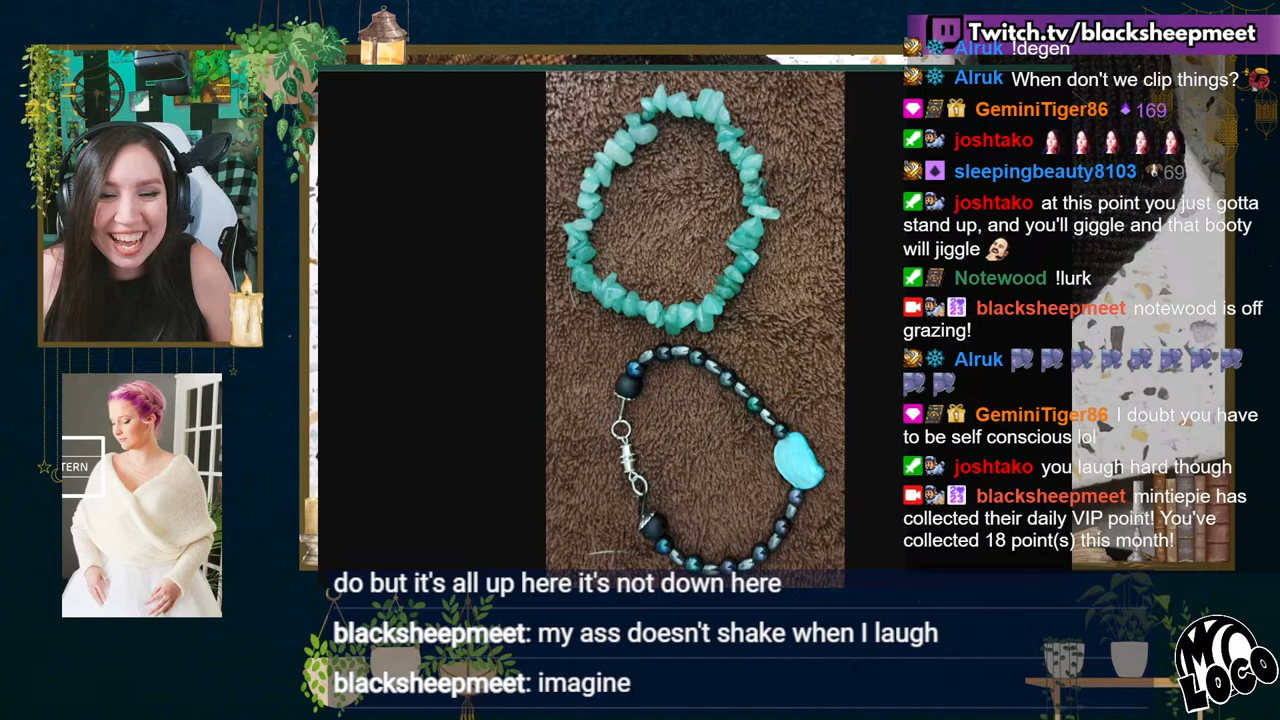 Twitch.tv/blacksheepmeet
Alruk !degen
Alruk When don't we clip things?
GeminiTiger86 169
joshtako
sleepingbeauty8103 69
joshtako at this point you just gotta
stand up, and you'll giggle and that booty
will jiggle
Notewood !lurk
blacksheepmeet notewood is off
grazing!
Alruk
GeminiTiger86 I doubt you have
to be self conscious lol
joshtako you laugh hard though
blacksheepmeet mintiepie has
collected their daily VIP point! You've
collected 18 point(s) this month!
TERN
do but it's all up here it's not down here
blacksheepmeet: my ass doesn't shake when I laugh
blacksheepmeet: imagine
MC
LOCO